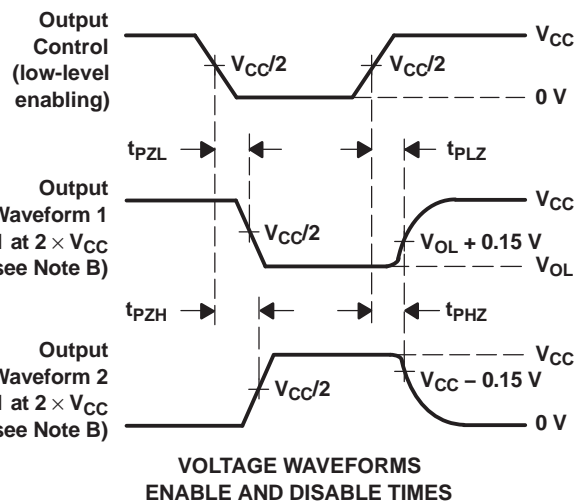 Output
Control
(low-level
enabling)
VCC/2
VCC/2
VCC
0 V
tPZL
tPLZ
Output
Waveform 1
1 at 2 × VCC
see Note B)
VCC/2
VCC
VOL + 0.15 V
VOL
tPZH
tPHZ
Output
Waveform 2
1 at 2 × VCC
see Note B)
VCC/2
VCC
VCC – 0.15 V
0 V
VOLTAGE WAVEFORMS
ENABLE AND DISABLE TIMES